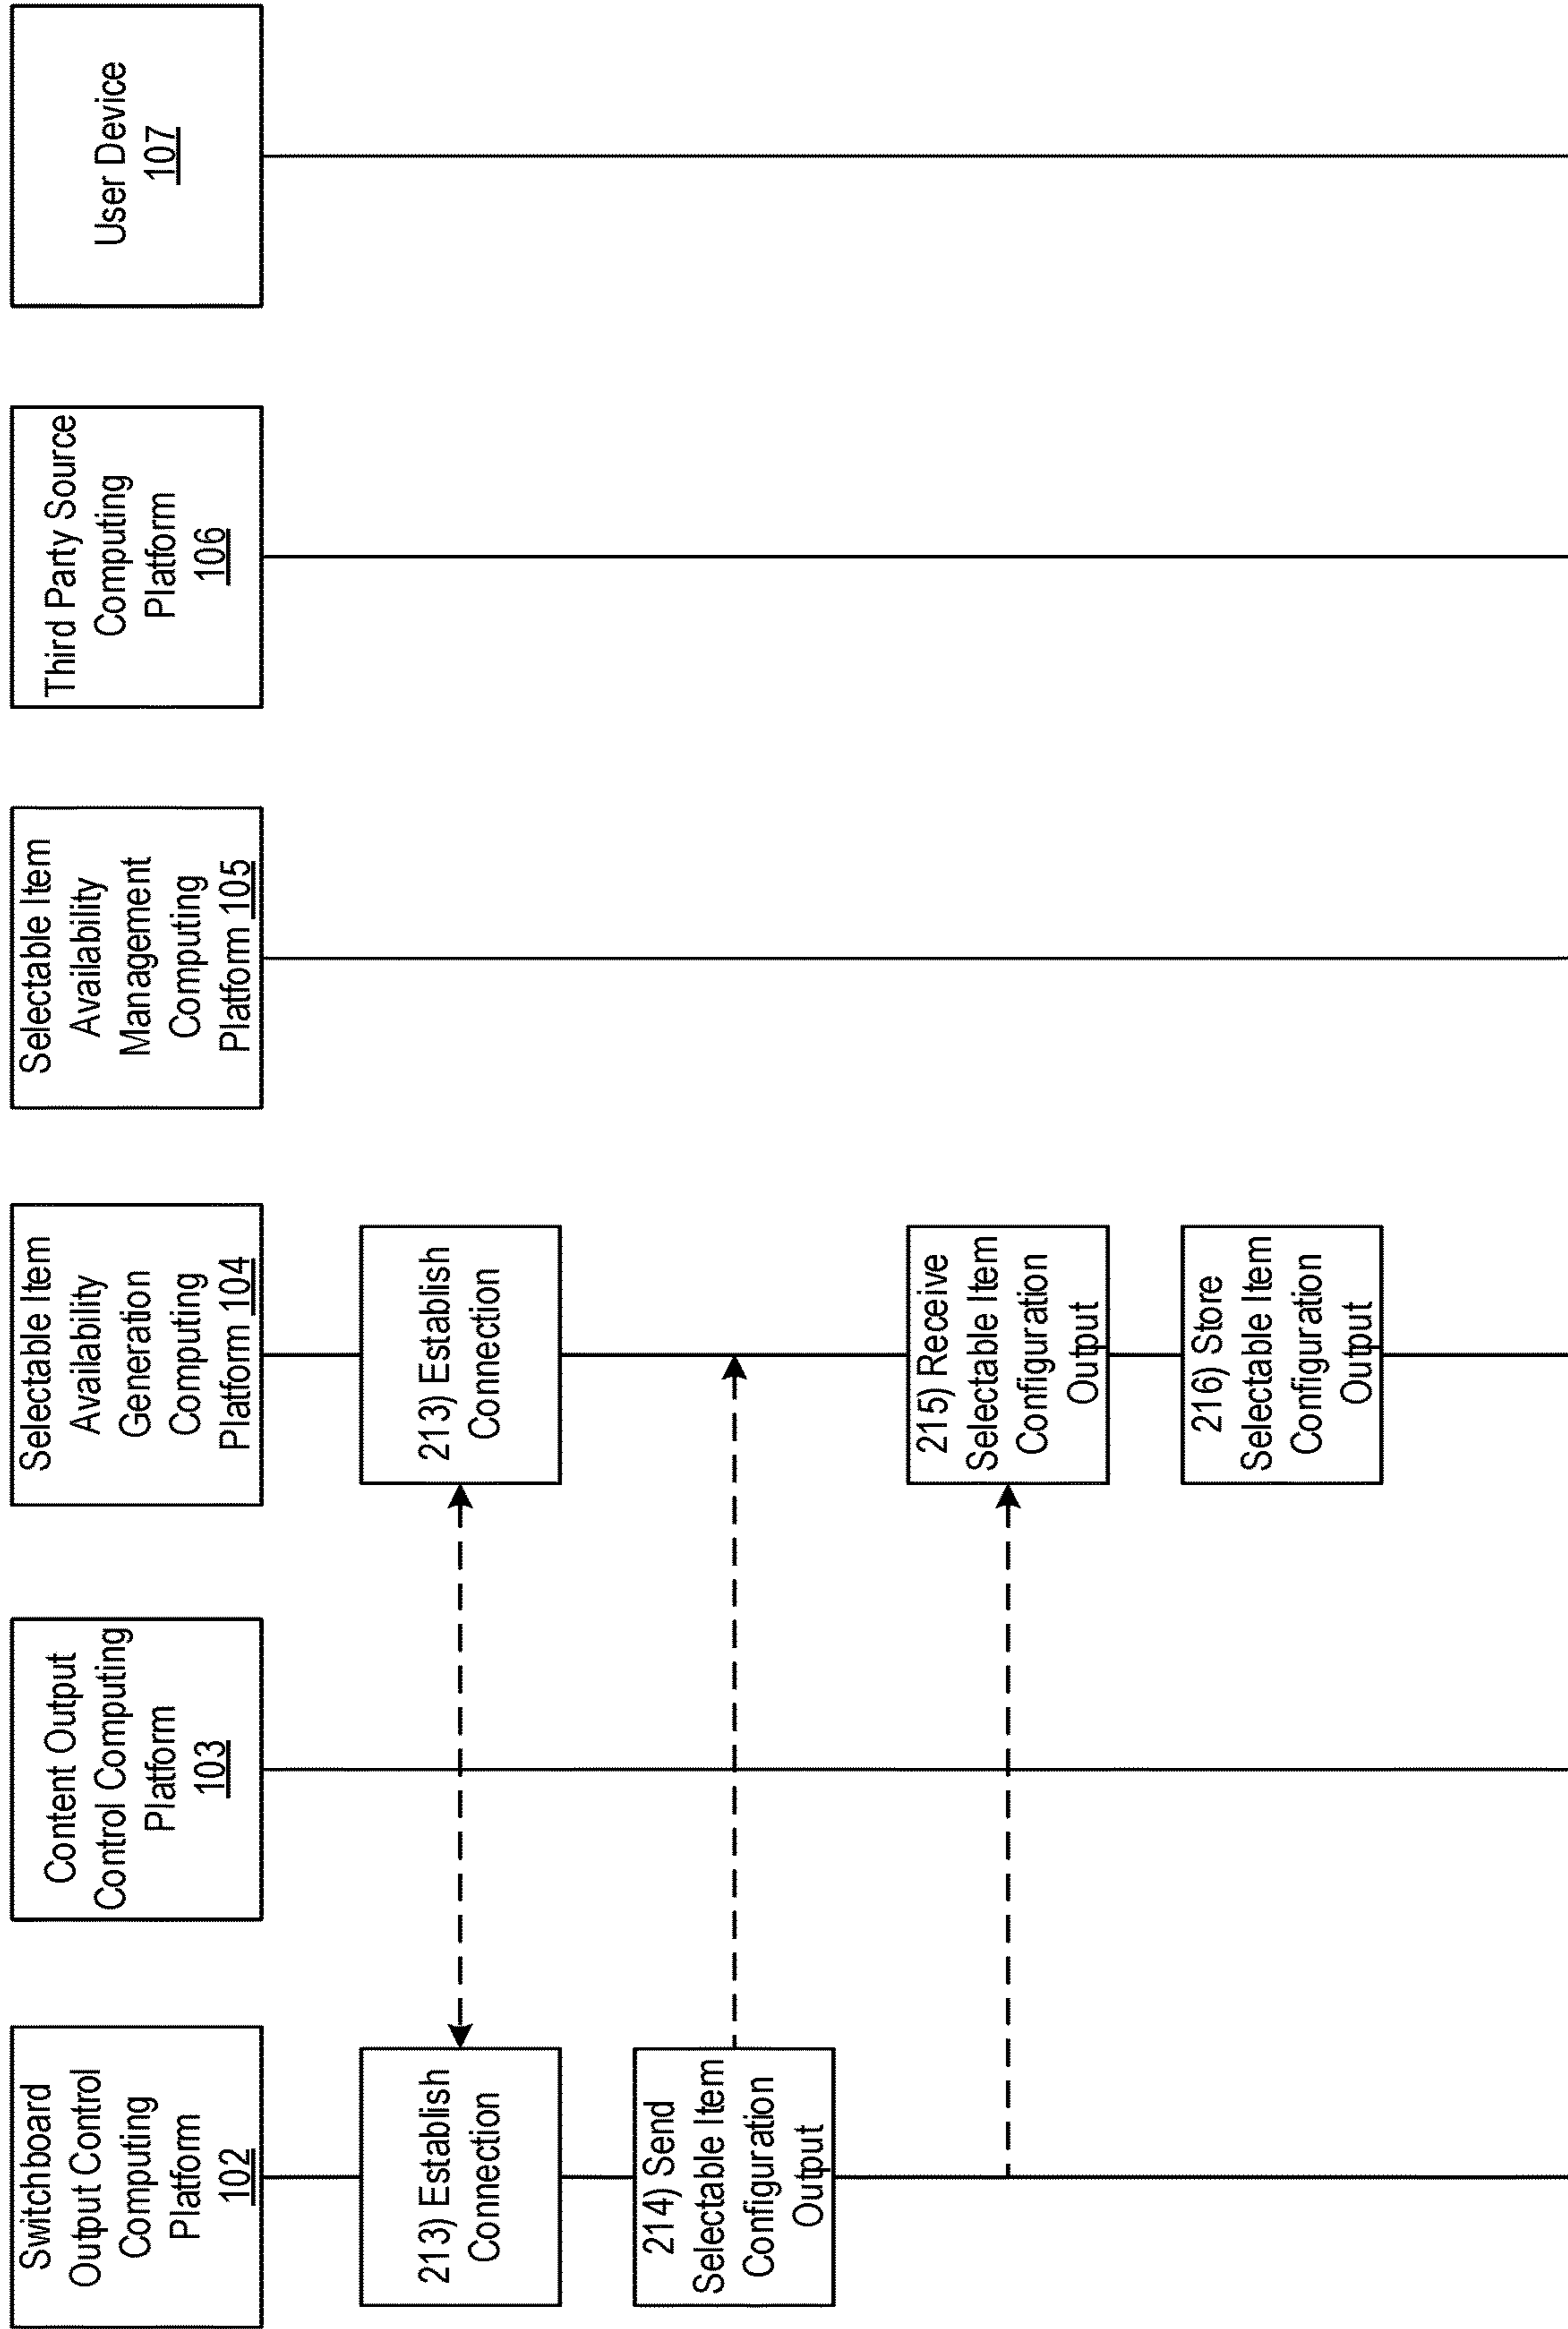 Switchboard
Output Control
Computing
Platform
102
Content Output
Control Computing
Platform
103
Selectable Item
Availability
Generation
Computing
Platform 104
Selectable Item
Availability
Management
Computing
Platform 105
Third Party Source
Computing
Platform
106
User Device
107
213) Establish
Connection
213) Establish
Connection
214) Send
Selectable Item
Configuration
Output
215) Receive
Selectable Item
Configuration
Output
216) Store
Selectable Item
Configuration
Output